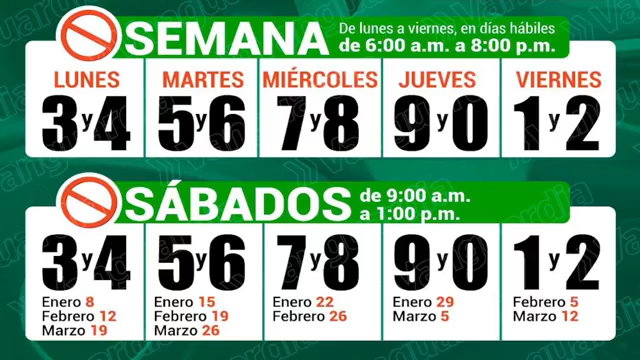 SEMANA
De lunes a viernes, en días hábiles
de 6:00 a.m. a 8:00 p.m.
LUNES MARTES MIÉRCOLES JUEVES VIERNES
3 y 4 5 y 6 7 y 8 9 y 0 1 y 2
SÁBADOS
de 9:00 a.m.
a 1:00 p.m.
3 y 4 5 y 6 7 y 8 9 y 0 1 y 2
Enero 8 Enero 15 Enero 22 Enero 29 Febrero 5
Febrero 12 Febrero 19 Febrero 26 Marzo 5 Marzo 12
Marzo 19 Marzo 26
Vanguardia